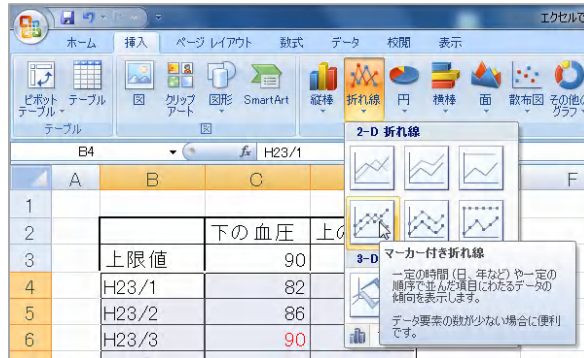 エクセルで
ホーム 挿入 ページ レイアウト 数式 データ 校閲 表示
ピボット テーブル テーブル 図 クリップ アート 図形 SmartArt 縦棒 折れ線 円 横棒 面 散布図 その他の グラフ
テーブル 図
2-D 折れ線
B4 fx H23/1
A B C F
1
2 下の血圧 上の
3 上限値 90
3-D
マーカー付き折れ線
一定の時間 (日、年など) や一定の
順序で並んだ項目にわたるデータの
傾向を表示します。
データ要素の数が少ない場合に便利
です。
4 H23/1 82
5 H23/2 86
6 H23/3 90